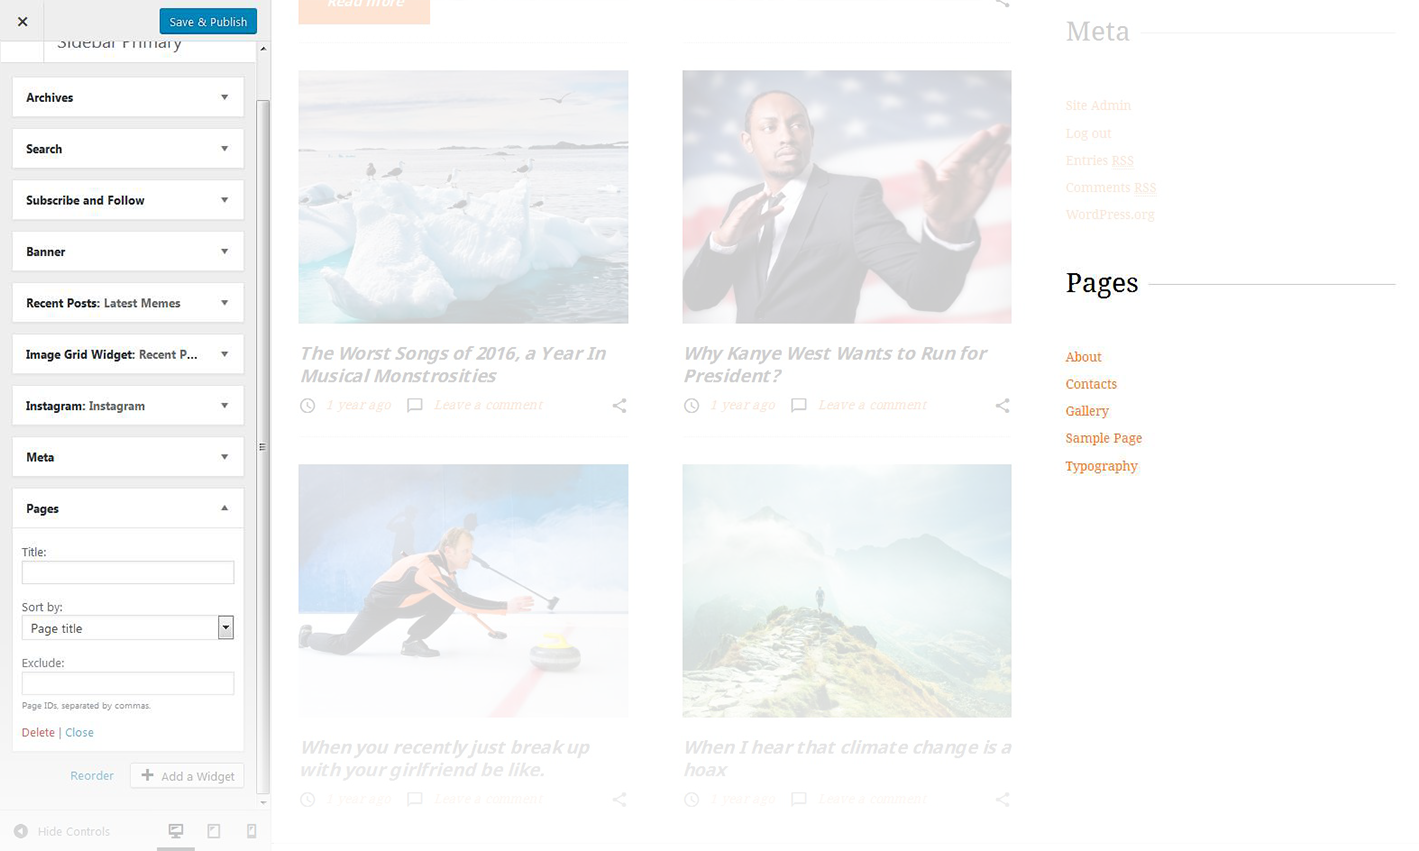 Save & Publish
Sidebar Primary
Archives
Search
Subscribe and Follow
Banner
Recent Posts: Latest Memes
Image Grid Widget: Recent P...
Instagram: Instagram
Meta
Pages
Title:
Sort by:
Page title
Exclude:
Page IDs, separated by commas.
Delete | Close
Reorder
Add a Widget
Hide Controls
Read more
The Worst Songs of 2016, a Year In
Musical Monstrosities
1 year ago
Leave a comment
Why Kanye West Wants to Run for
President?
1 year ago
Leave a comment
When you recently just break up
with your girlfriend be like.
1 year ago
Leave a comment
When I hear that climate change is a
hoax
1 year ago
Leave a comment
Meta
Site Admin
Log out
Entries RSS
Comments RSS
WordPress.org
Pages
About
Contacts
Gallery
Sample Page
Typography